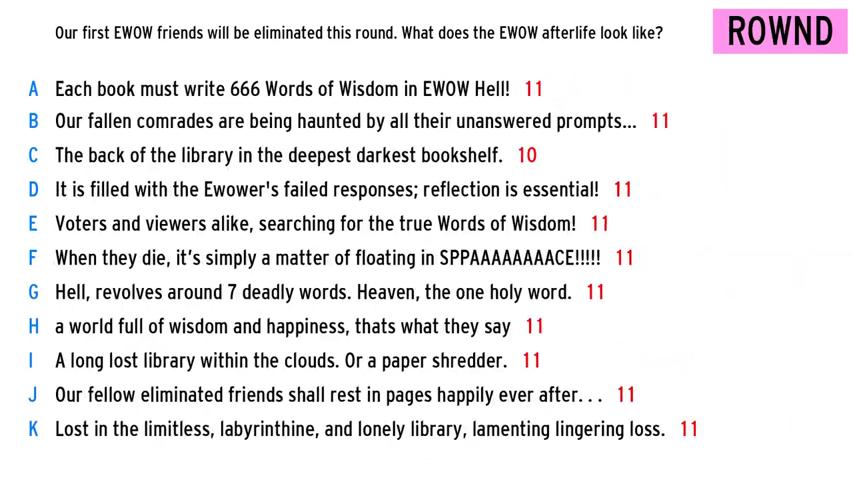 Our first EWOW friends will be eliminated this round. What does the EWOW afterlife look like?
ROWND
A Each book must write 666 Words of Wisdom in EWOW Hell! 11
B Our fallen comrades are being haunted by all their unanswered prompts... 11
C The back of the library in the deepest darkest bookshelf. 10
D It is filled with the Ewower's failed responses; reflection is essential! 11
E Voters and viewers alike, searching for the true Words of Wisdom! 11
F When they die, it's simply a matter of floating in SPPAAAAAAAACE!!!!! 11
G Hell, revolves around 7 deadly words. Heaven, the one holy word. 11
H a world full of wisdom and happiness, thats what they say 11
I A long lost library within the clouds. Or a paper shredder. 11
J Our fellow eliminated friends shall rest in pages happily ever after. . . 11
K Lost in the limitless, labyrinthine, and lonely library, lamenting lingering loss. 11